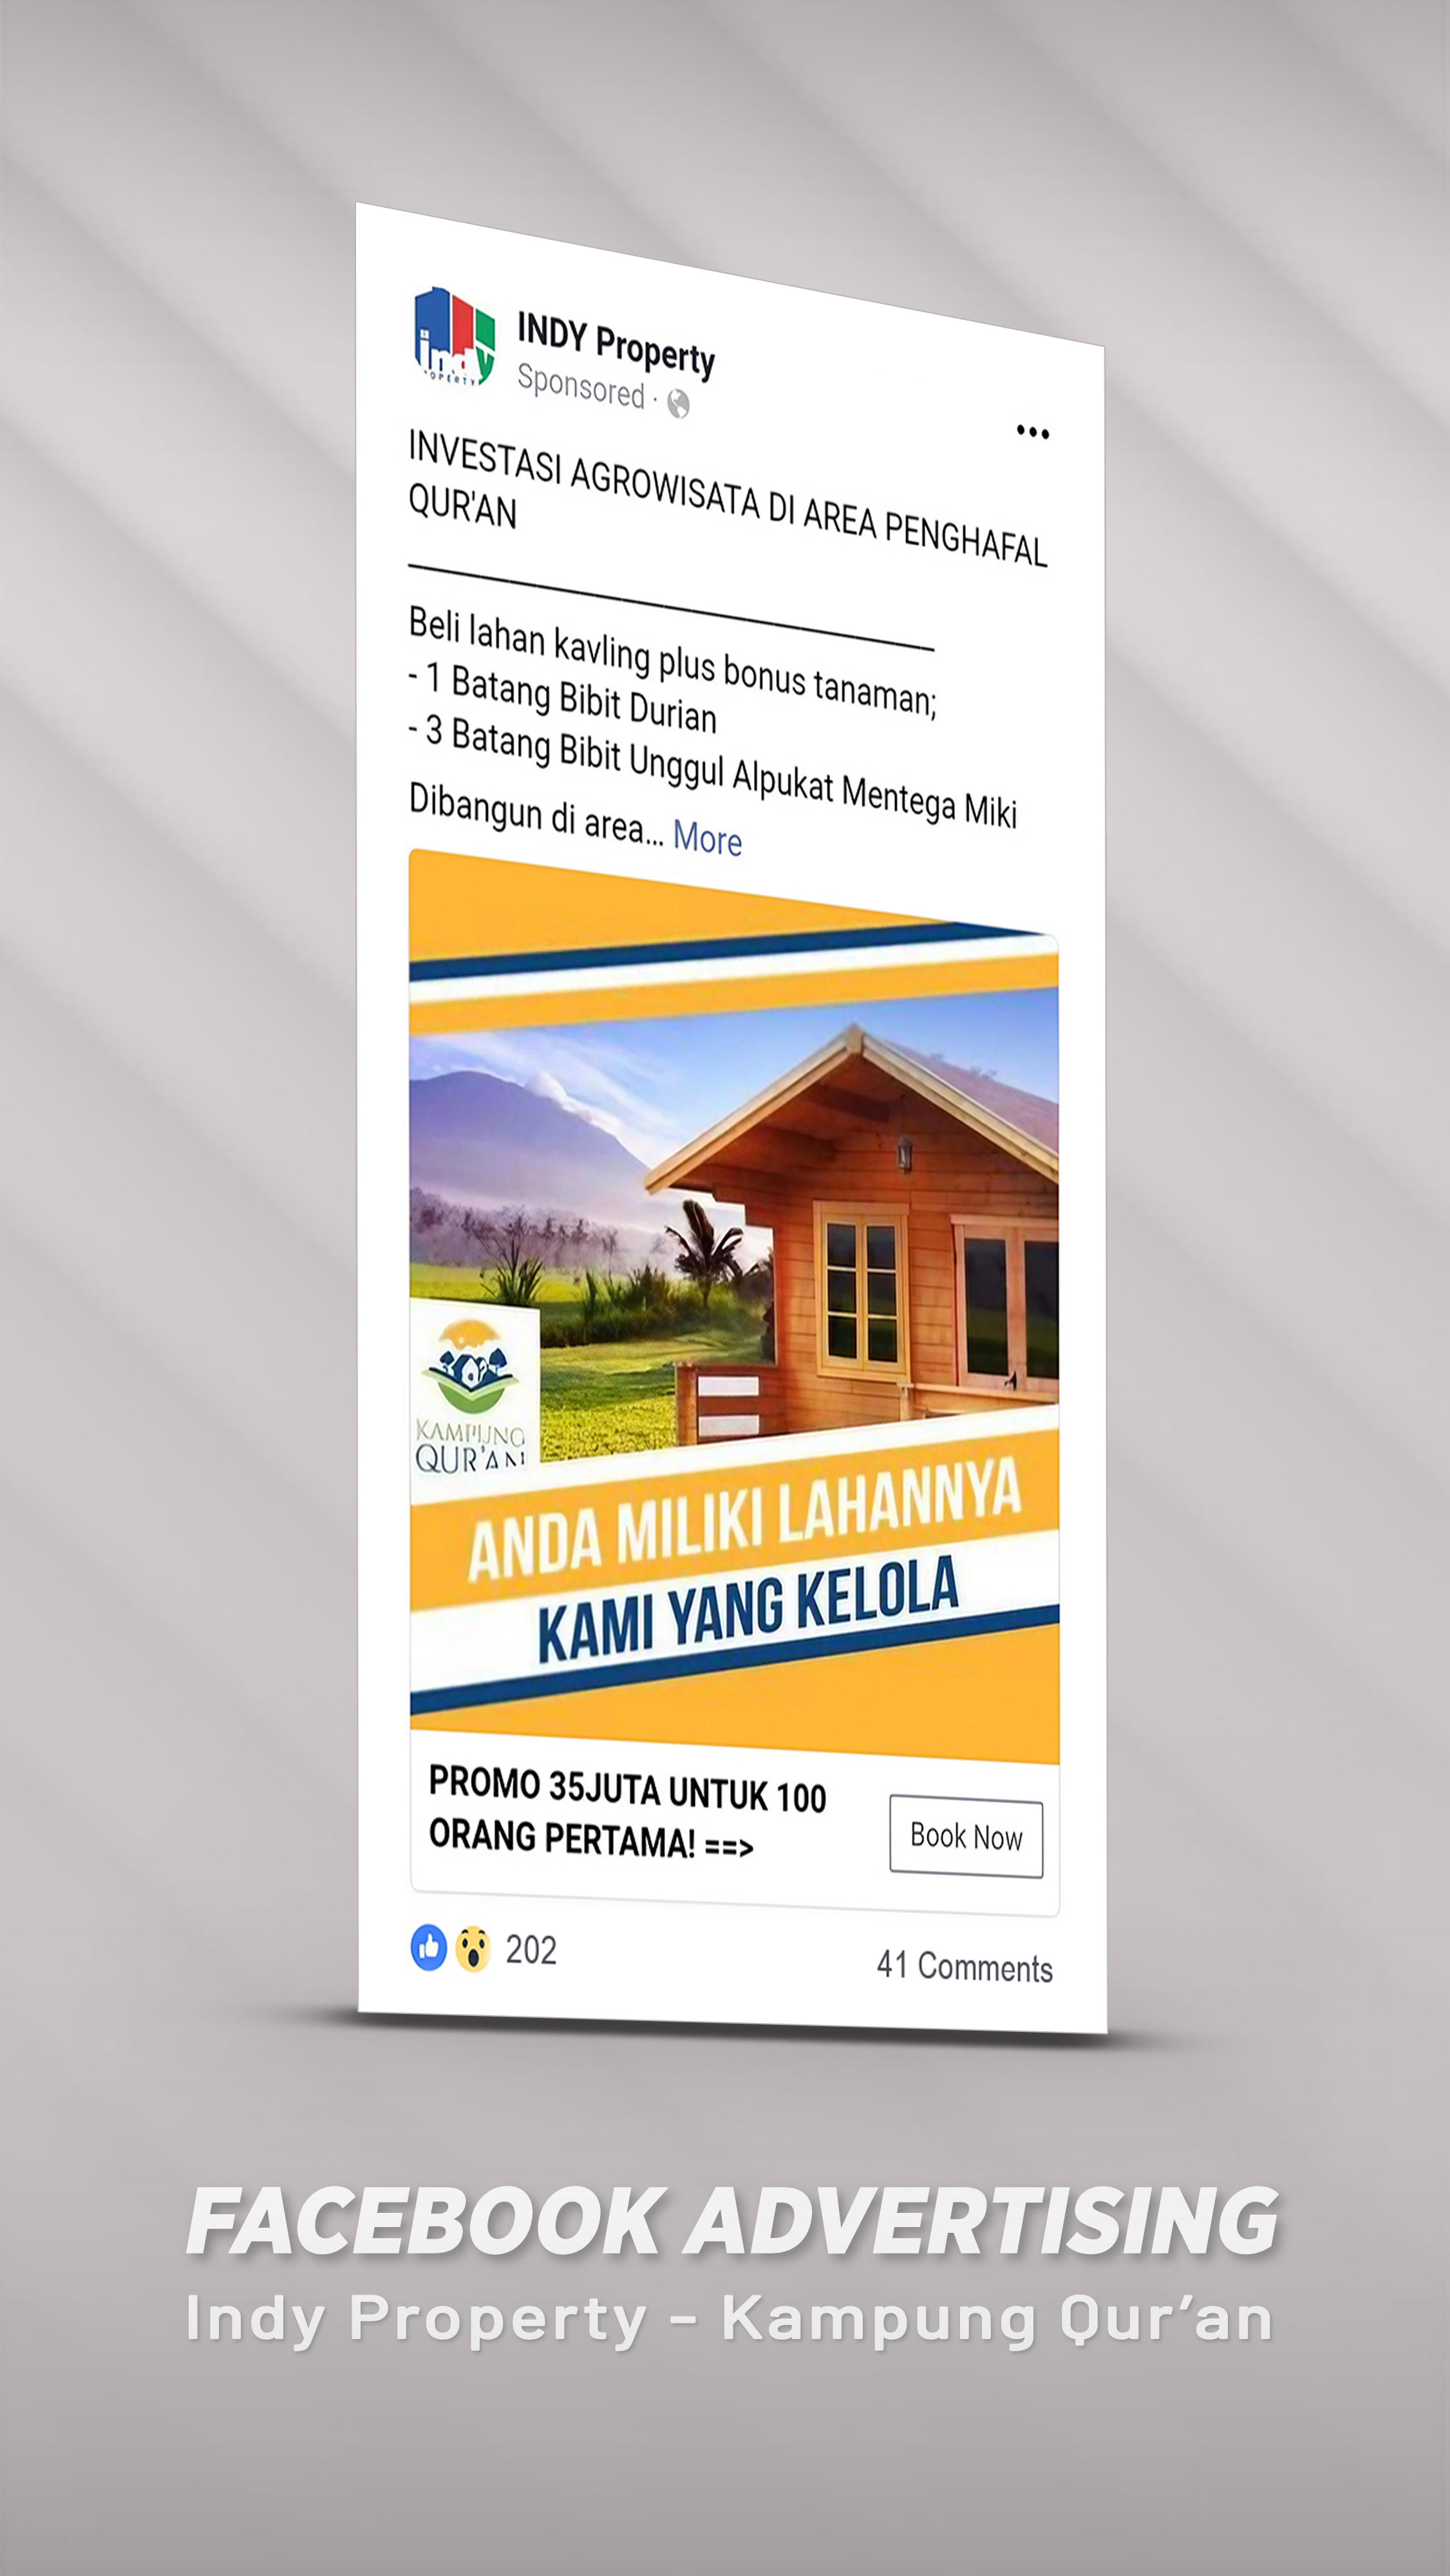 indy
PROPERTY
INDY Property
Sponsored ·
INVESTASI AGROWISATA DI AREA PENGHAFAL
QUR'AN
Beli lahan kavling plus bonus tanaman;
- 1 Batang Bibit Durian
- 3 Batang Bibit Unggul Alpukat Mentega Miki
Dibangun di area... More
KAMPUNG
QUR'AN
ANDA MILIKI LAHANNYA
KAMI YANG KELOLA
PROMO 35JUTA UNTUK 100
ORANG PERTAMA! ==>
Book Now
202
41 Comments
FACEBOOK ADVERTISING
Indy Property - Kampung Qur’an